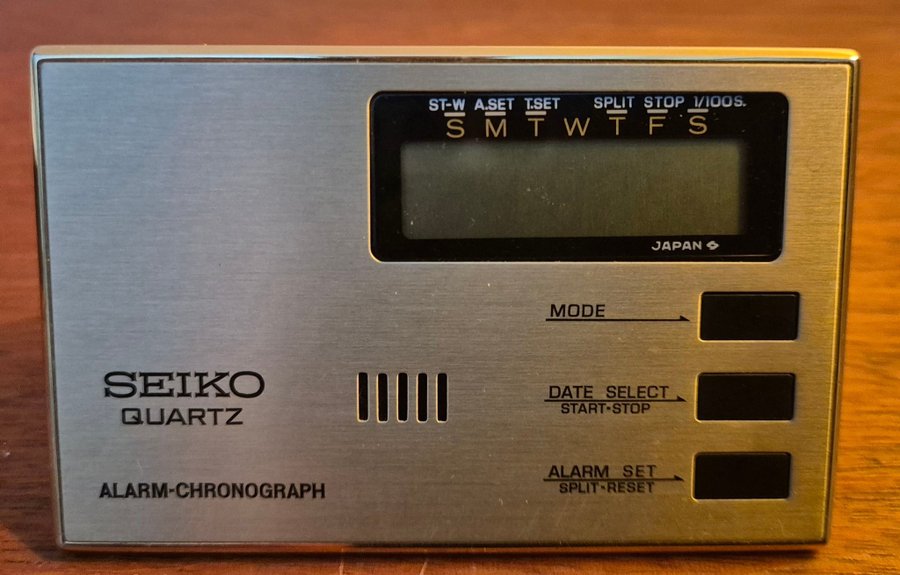 ST-W A.SET T.SET SPLIT STOP 1/100S.
S M T W T F S
JAPAN
MODE
SEIKO
QUARTZ
DATE SELECT
START·STOP
ALARM SET
SPLIT·RESET
ALARM-CHRONOGRAPH